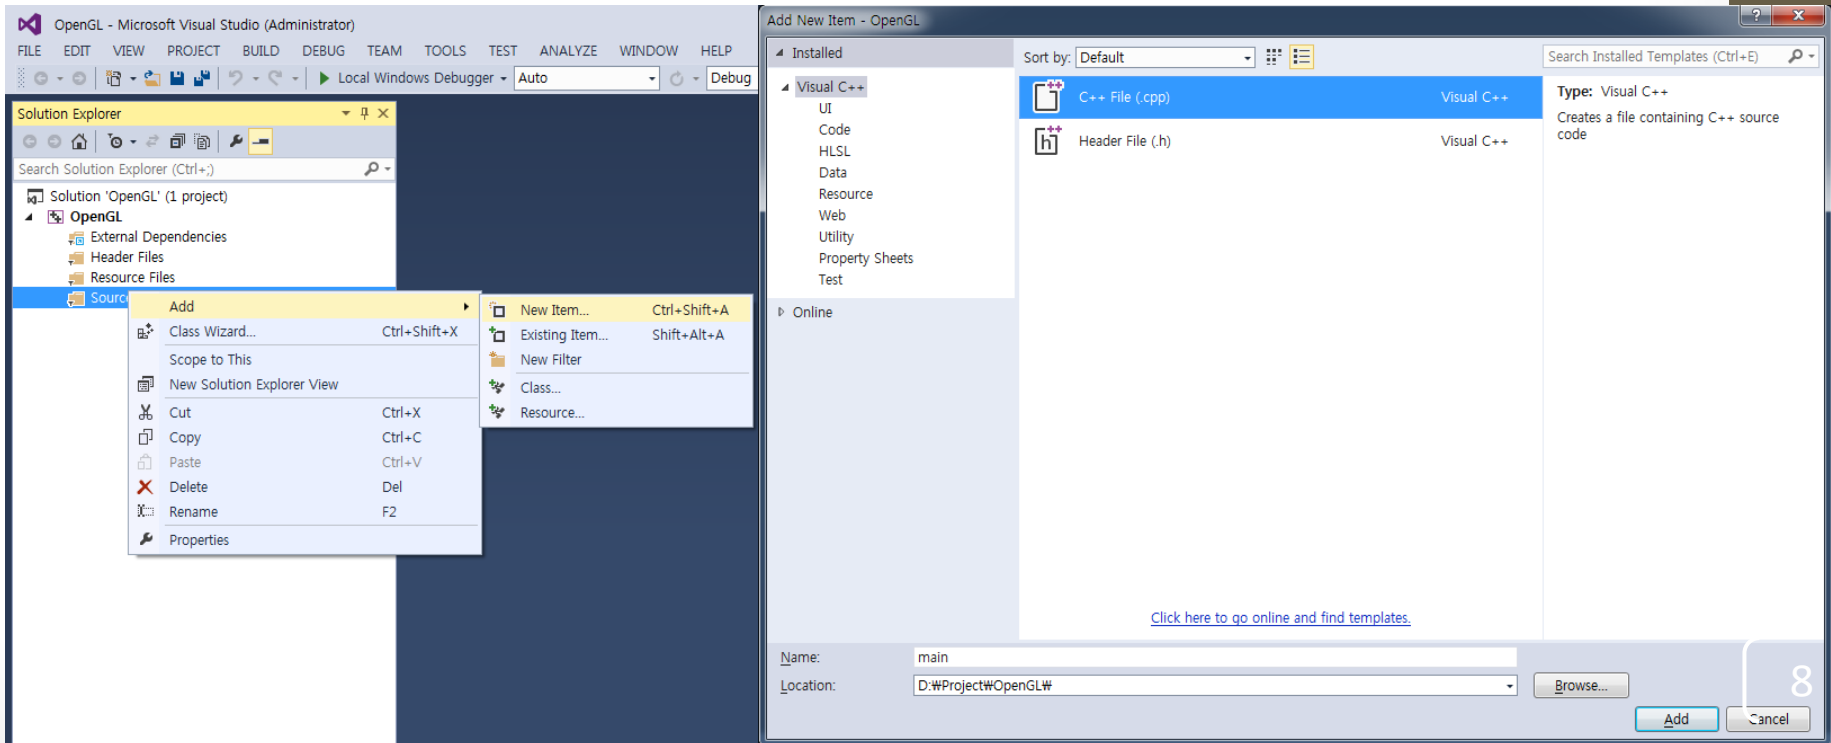 OpenGL - Microsoft Visual Studio (Administrator)
FILE EDIT VIEW PROJECT BUILD DEBUG TEAM TOOLS TEST ANALYZE WINDOW HELP
Local Windows Debugger Auto Debug
Solution Explorer
Search Solution Explorer (Ctrl+;)
Solution 'OpenGL' (1 project)
OpenGL
External Dependencies
Header Files
Resource Files
Source
Add
Class Wizard... Ctrl+Shift+X
Scope to This
New Solution Explorer View
Cut Ctrl+X
Copy Ctrl+C
Paste Ctrl+V
Delete Del
Rename F2
Properties
New Item... Ctrl+Shift+A
Existing Item... Shift+Alt+A
New Filter
Class...
Resource...
Add New Item - OpenGL
Installed
Visual C++
UI
Code
HLSL
Data
Resource
Web
Utility
Property Sheets
Test
Online
Sort by: Default
Search Installed Templates (Ctrl+E)
C++ File (.cpp) Visual C++
Header File (.h) Visual C++
Type: Visual C++
Creates a file containing C++ source
code
Click here to go online and find templates.
Name: main
Location: D:₩Project₩OpenGL₩
Browse...
8
Add Cancel